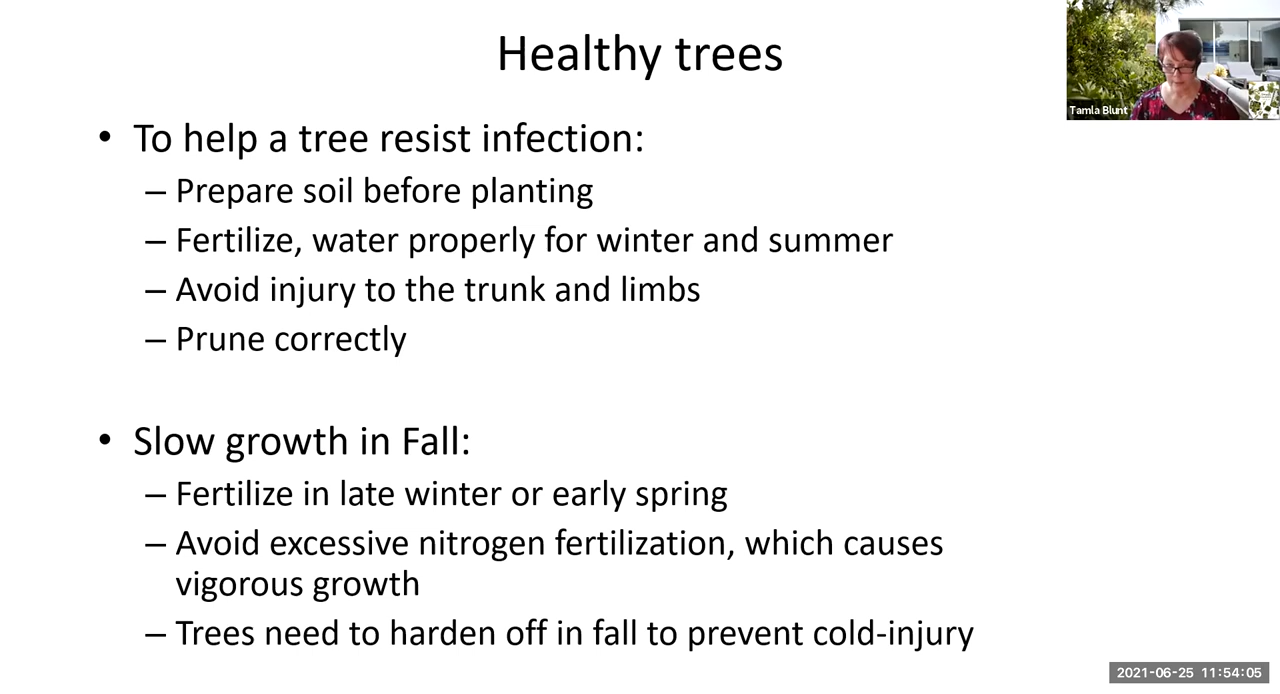 Healthy trees
Tamla Blunt
• To help a tree resist infection:
– Prepare soil before planting
– Fertilize, water properly for winter and summer
– Avoid injury to the trunk and limbs
– Prune correctly
• Slow growth in Fall:
– Fertilize in late winter or early spring
– Avoid excessive nitrogen fertilization, which causes
vigorous growth
– Trees need to harden off in fall to prevent cold-injury
2021-06-25 11:54:05